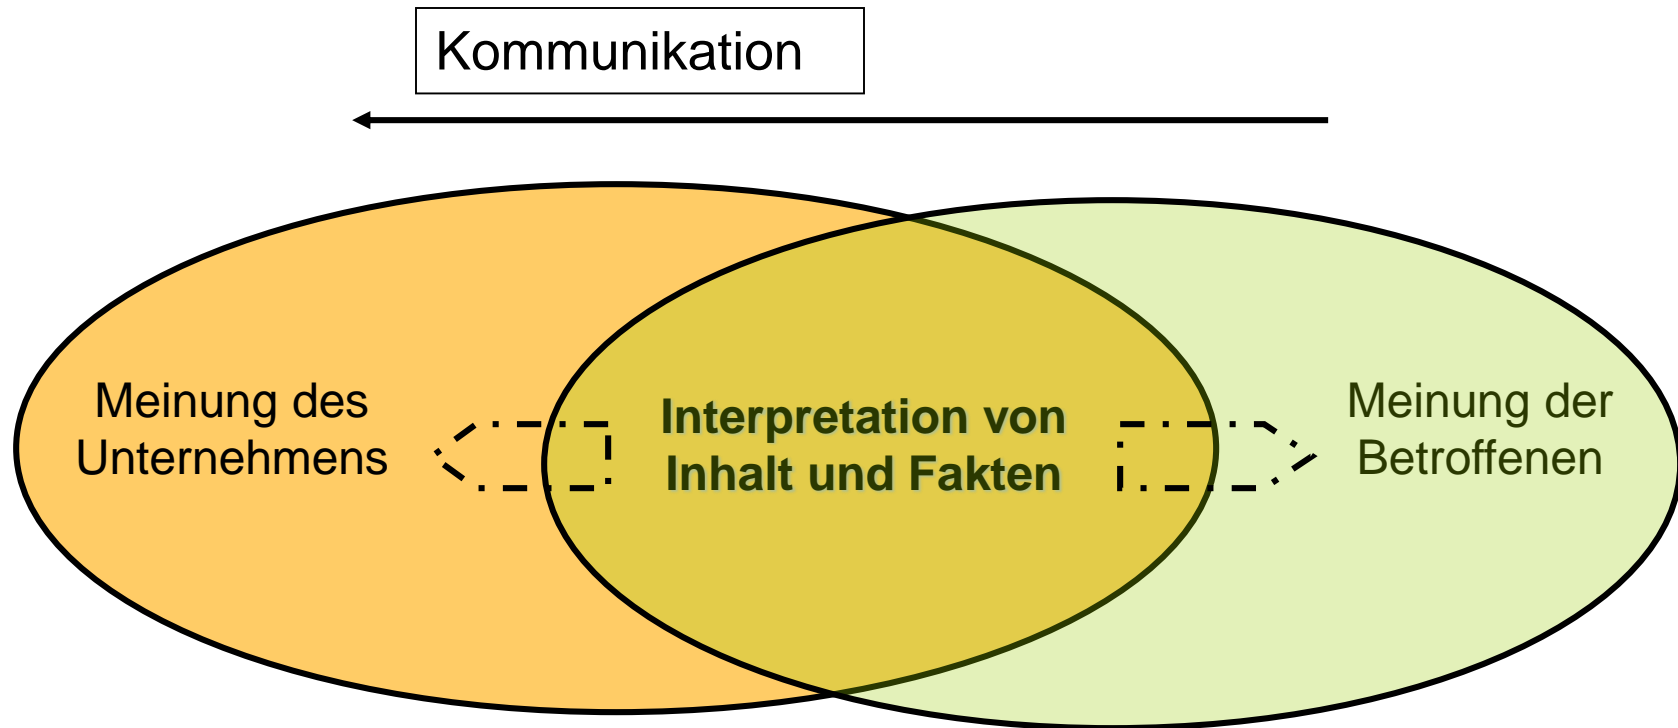 Kommunikation
Meinung des
Unternehmens
Interpretation von
Inhalt und Fakten
Meinung der
Betroffenen